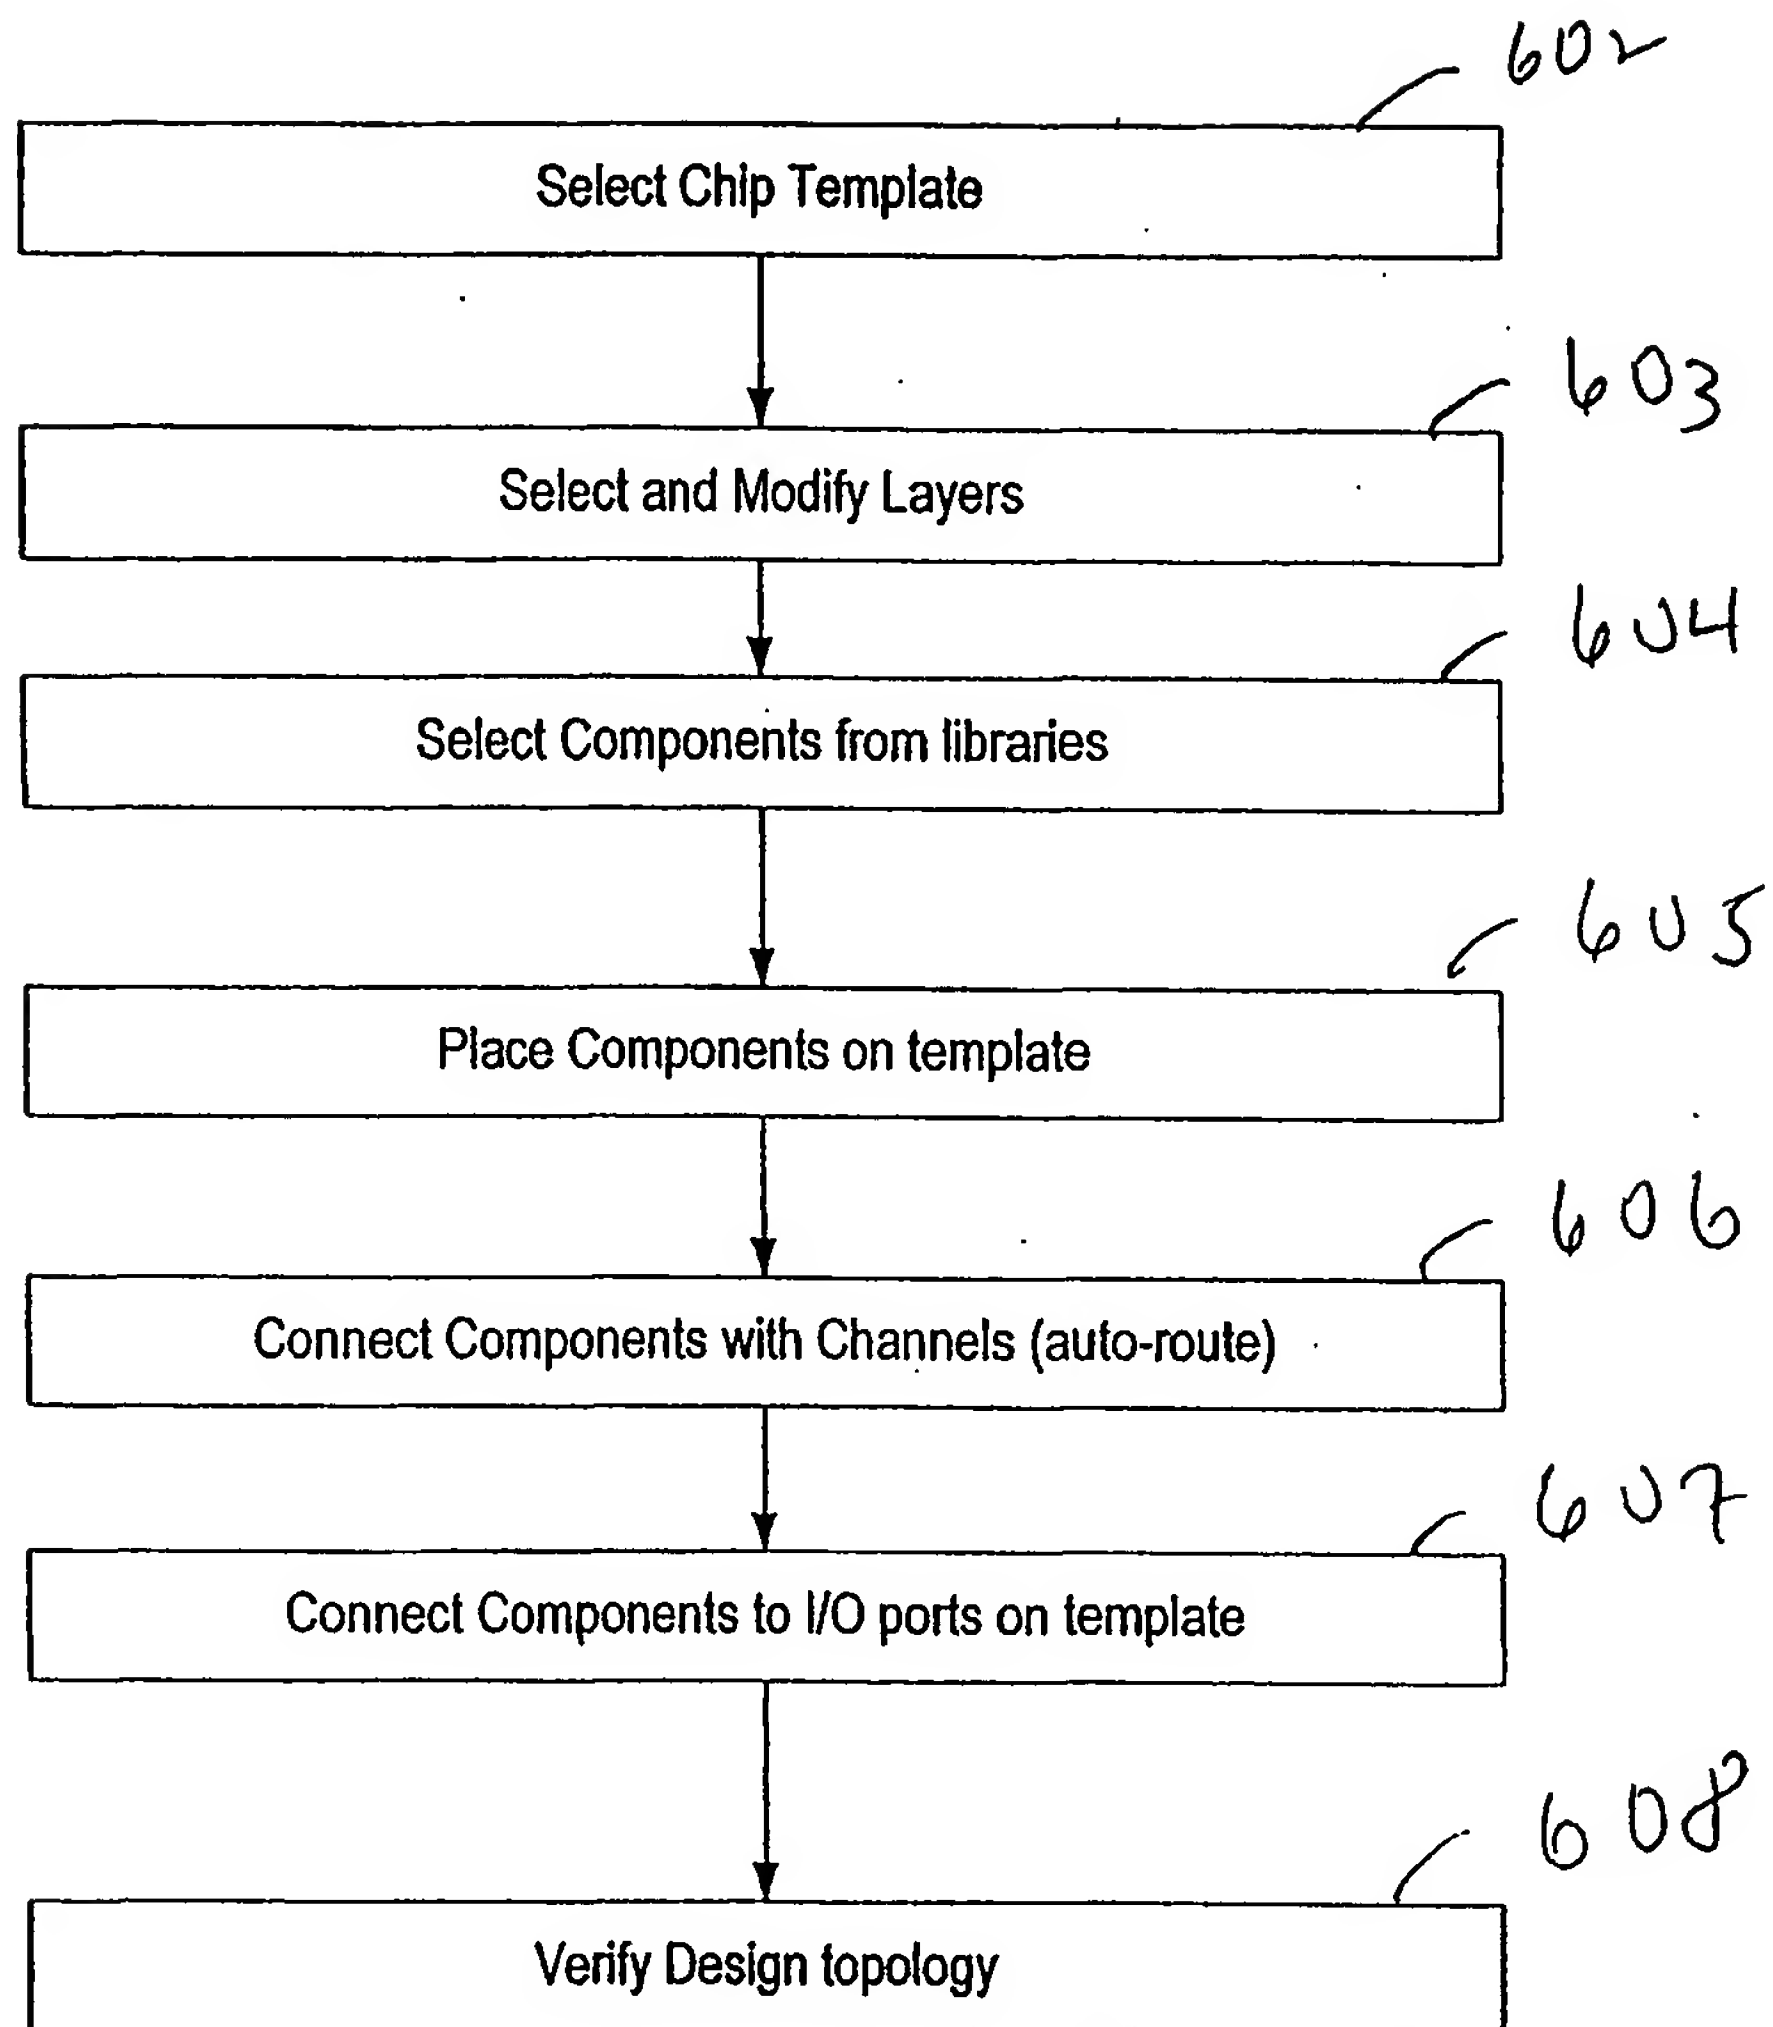 602
Select Chip Template
603
Select and Modify Layers
604
Select Components from libraries
605
Place Components on template
606
Connect Components with Channels (auto-route)
607
Connect Components to I/O ports on template
608
Verify Design topology